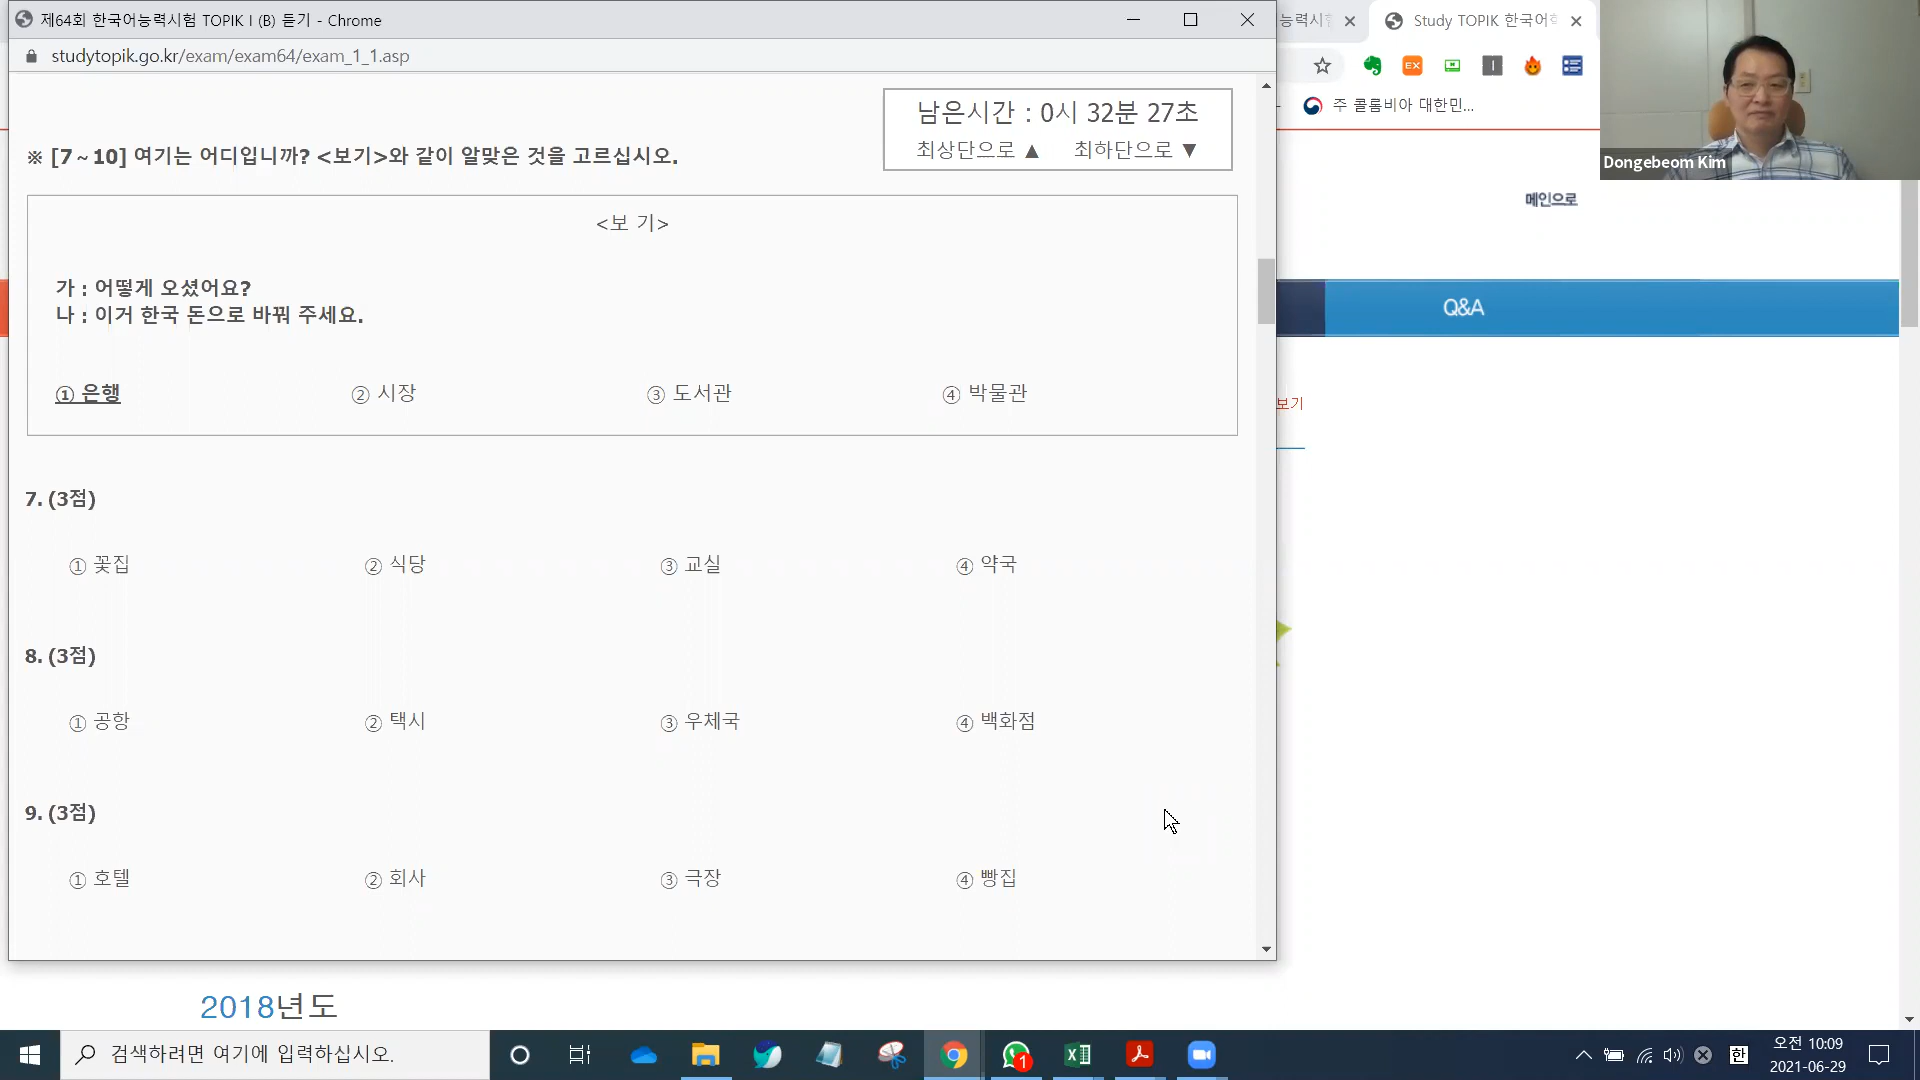 제64회 한국어능력시험 TOPIK I (B) 듣기 - Chrome
studytopik.go.kr/exam/exam64/exam_1_1.asp
능력시험
Study TOPIK 한국어
주 콜롬비아 대한민...
Dongebeom Kim
메인으로
Q&A
보기
남은시간 : 0시 32분 27초
최상단으로 ▲ 최하단으로 ▼
※ [7~10] 여기는 어디입니까? <보기>와 같이 알맞은 것을 고르십시오.
<보 기>
가 : 어떻게 오셨어요?
나 : 이거 한국 돈으로 바꿔 주세요.
① 은행 ② 시장 ③ 도서관 ④ 박물관
7. (3점)
① 꽃집 ② 식당 ③ 교실 ④ 약국
8. (3점)
① 공항 ② 택시 ③ 우체국 ④ 백화점
9. (3점)
① 호텔 ② 회사 ③ 극장 ④ 빵집
2018년도
검색하려면 여기에 입력하십시오.
1
한
오전 10:09
2021-06-29